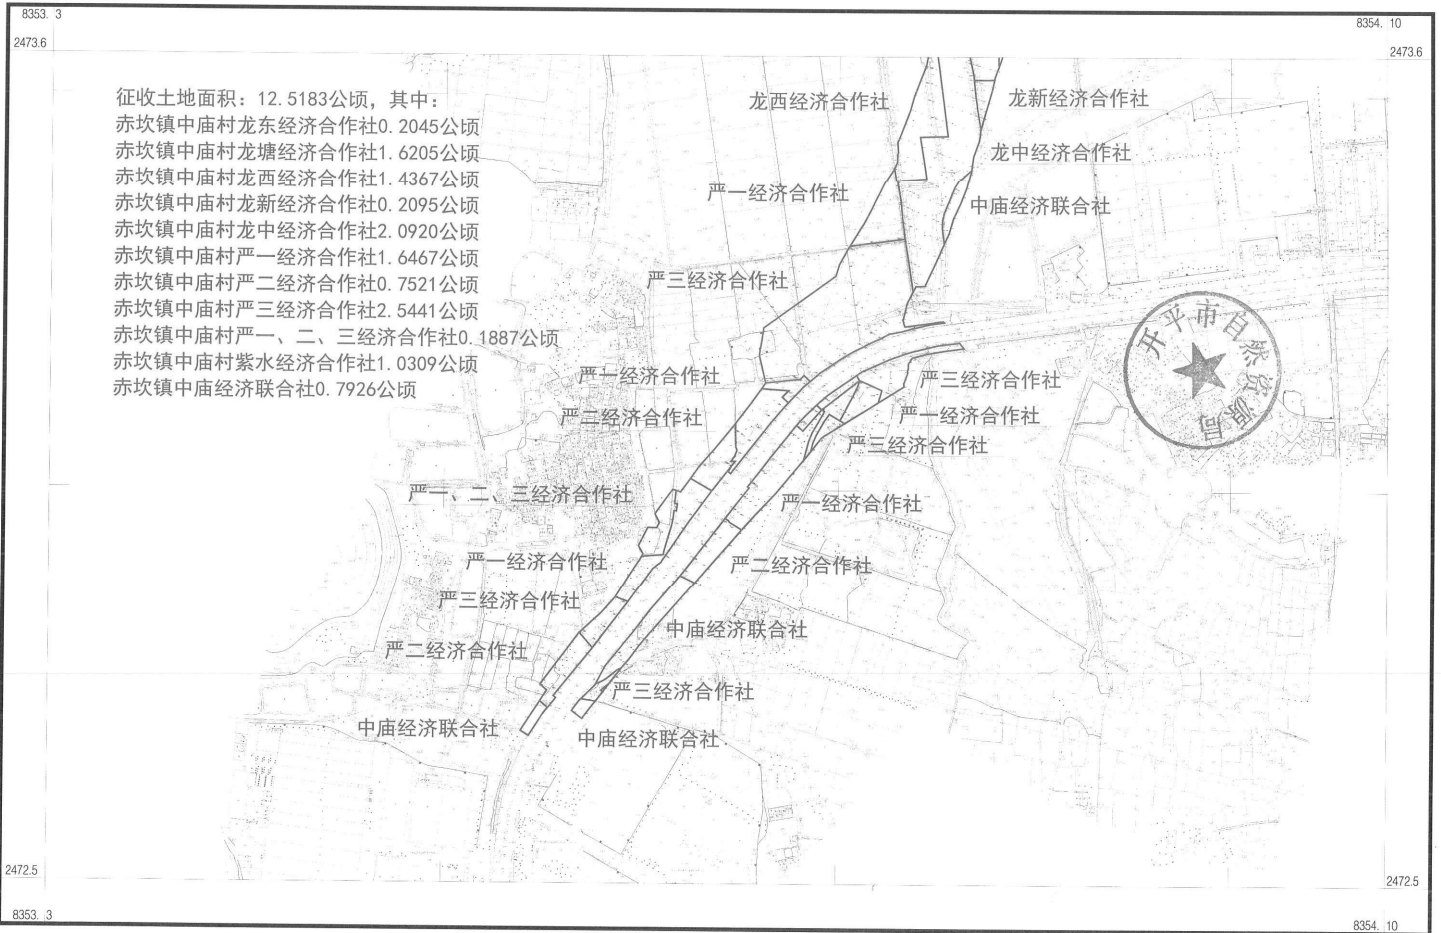 8353. 3
8354. 10
2473.6
2473.6
征收土地面积：12.5183公顷，其中：
赤坎镇中庙村龙东经济合作社0.2045公顷
赤坎镇中庙村龙塘经济合作社1.6205公顷
赤坎镇中庙村龙西经济合作社1.4367公顷
赤坎镇中庙村龙新经济合作社0.2095公顷
赤坎镇中庙村龙中经济合作社2.0920公顷
赤坎镇中庙村严一经济合作社1.6467公顷
赤坎镇中庙村严二经济合作社0.7521公顷
赤坎镇中庙村严三经济合作社2.5441公顷
赤坎镇中庙村严一、二、三经济合作社0.1887公顷
赤坎镇中庙村紫水经济合作社1.0309公顷
赤坎镇中庙经济联合社0.7926公顷
龙西经济合作社
龙新经济合作社
龙中经济合作社
严一经济合作社
中庙经济联合社
严三经济合作社
开平市自然资源局
严一经济合作社
严三经济合作社
严二经济合作社
严一经济合作社
严三经济合作社
严一、二、三经济合作社
严一经济合作社
严一经济合作社
严二经济合作社
严三经济合作社
中庙经济联合社
严二经济合作社
严三经济合作社
中庙经济联合社
中庙经济联合社
2472.5
2472.5
8353. 3
8354. 10